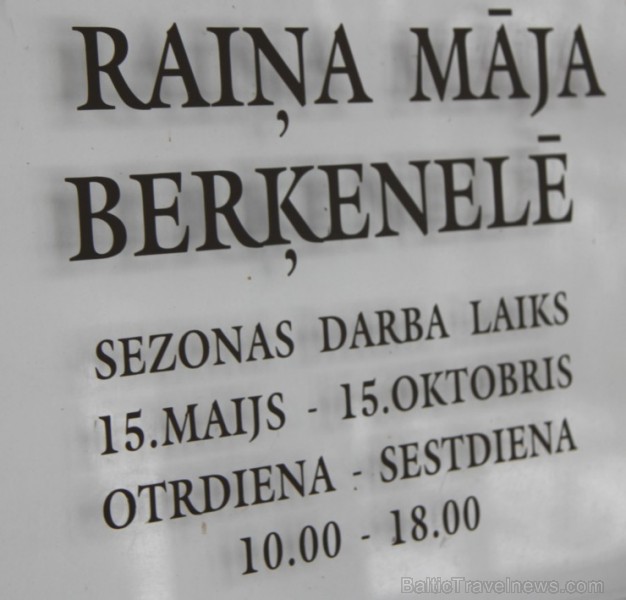 RAIŅA MĀJA
BERĶENELĒ
SEZONAS DARBA LAIKS
15.MAIJS - 15.OKTOBRIS
OTRDIENA - SESTDIENA
10.00 - 18.00
BalticTravelnews.com